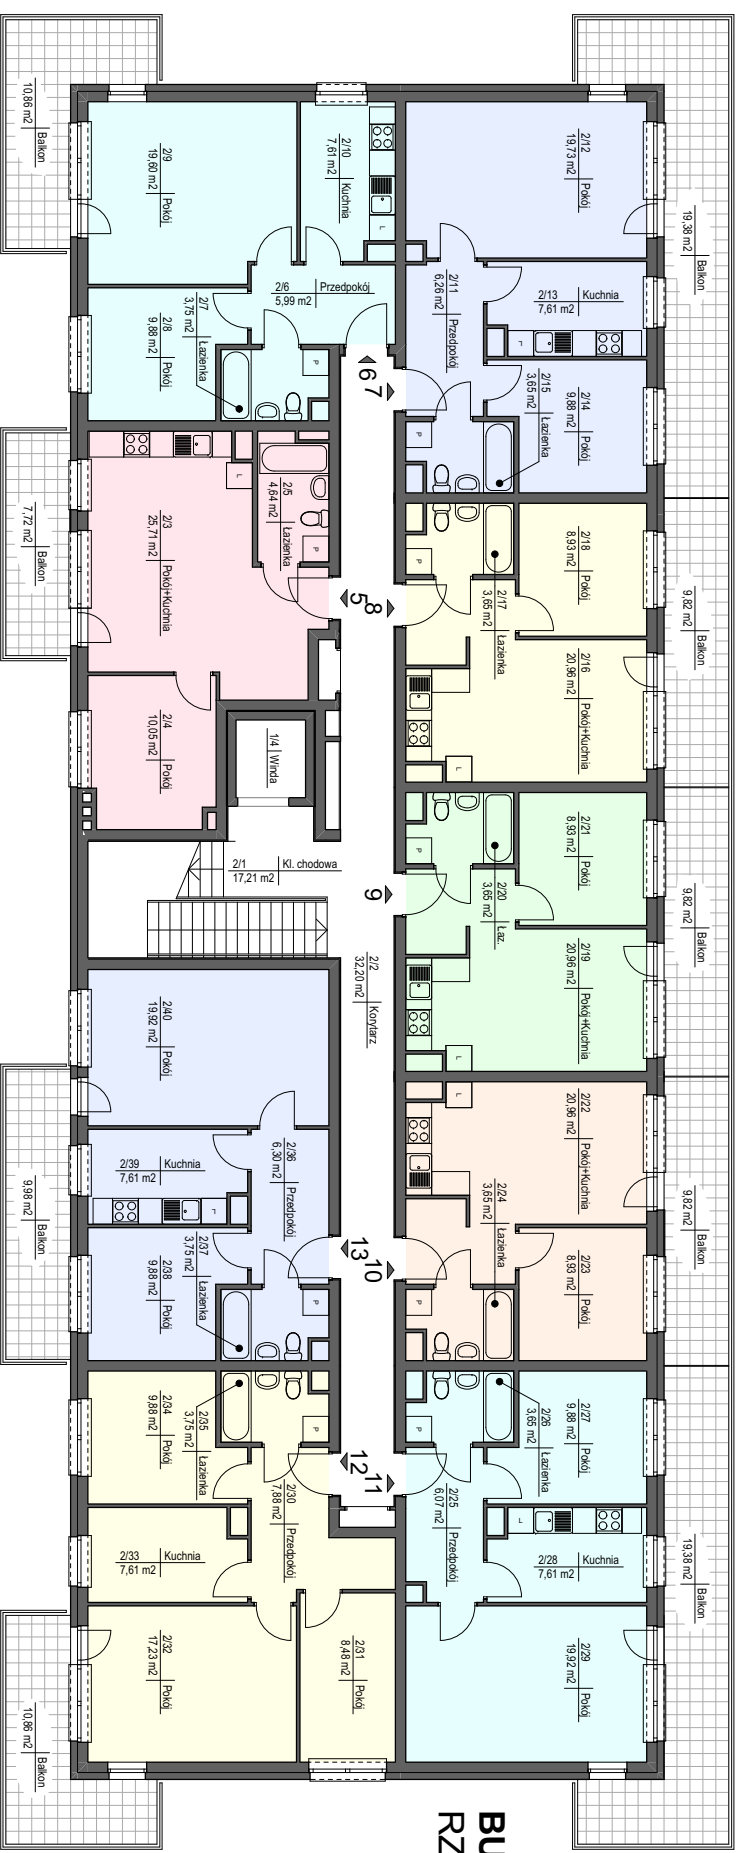 10,86 m2 | Balkon
19,38 m2 | Balkon
2/9 | Pokój
19,60 m2
2/10 | Kuchnia
7,61 m2
L
2/12 | Pokój
19,73 m2
2/6 | Przedpokój
5,99 m2
2/11 | Przedpokój
6,26 m2
2/13 | Kuchnia
7,61 m2
L
2/7 | Łazienka
3,75 m2
2/8 | Pokój
9,88 m2
P
6
7
2/15 | Łazienka
3,65 m2
2/14 | Pokój
9,88 m2
P
7,72 m2 | Balkon
2/3 | Pokój+Kuchnia
25,71 m2
L
2/5 | Łazienka
4,64 m2
P
5
8
2/17 | Łazienka
3,65 m2
P
2/18 | Pokój
8,93 m2
9,82 m2 | Balkon
2/16 | Pokój+Kuchnia
20,96 m2
L
2/4 | Pokój
10,05 m2
1/4 | Winda
2/1 | Kl. chodowa
17,21 m2
9
2/20 | Łaz.
3,65 m2
P
2/21 | Pokój
8,93 m2
9,82 m2 | Balkon
2/2 | Korytarz
32,20 m2
2/19 | Pokój+Kuchnia
20,96 m2
L
2/40 | Pokój
19,92 m2
9,98 m2 | Balkon
2/39 | Kuchnia
7,61 m2
L
2/36 | Przedpokój
6,30 m2
2/37 | Łazienka
3,75 m2
2/38 | Pokój
9,88 m2
P
13
10
2/22 | Pokój+Kuchnia
20,96 m2
L
2/24 | Łazienka
3,65 m2
P
2/23 | Pokój
8,93 m2
9,82 m2 | Balkon
2/34 | Pokój
9,88 m2
2/35 | Łazienka
3,75 m2
P
12
11
2/30 | Przedpokój
7,88 m2
2/33 | Kuchnia
7,61 m2
2/26 | Łazienka
3,65 m2
P
2/27 | Pokój
9,88 m2
2/25 | Przedpokój
6,07 m2
2/28 | Kuchnia
7,61 m2
L
19,38 m2 | Balkon
2/32 | Pokój
17,23 m2
2/31 | Pokój
8,48 m2
2/29 | Pokój
19,92 m2
10,86 m2 | Balkon
BU
RZ